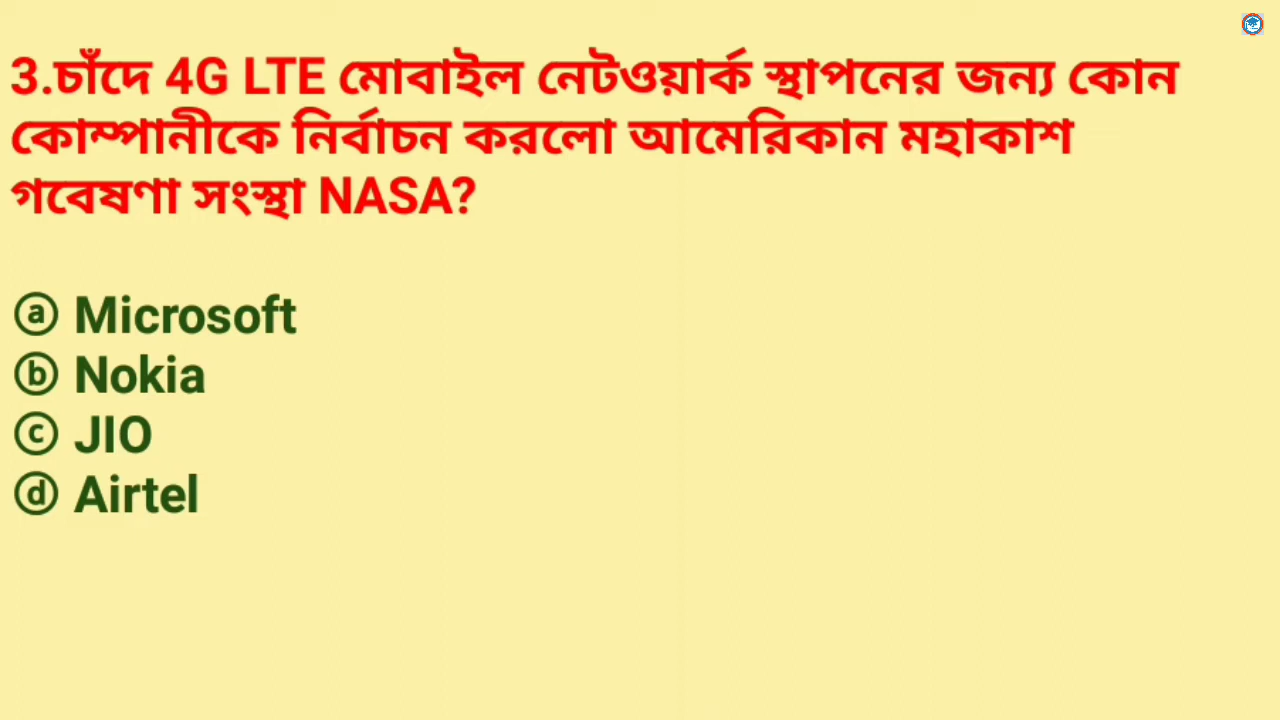 3.চাঁদে 4G LTE মোবাইল নেটওয়ার্ক স্থাপনের জন্য কোন
কোম্পানীকে নির্বাচন করলো আমেরিকান মহাকাশ
গবেষণা সংস্থা NASA?
ⓐ Microsoft
ⓑ Nokia
ⓒ JIO
ⓓ Airtel